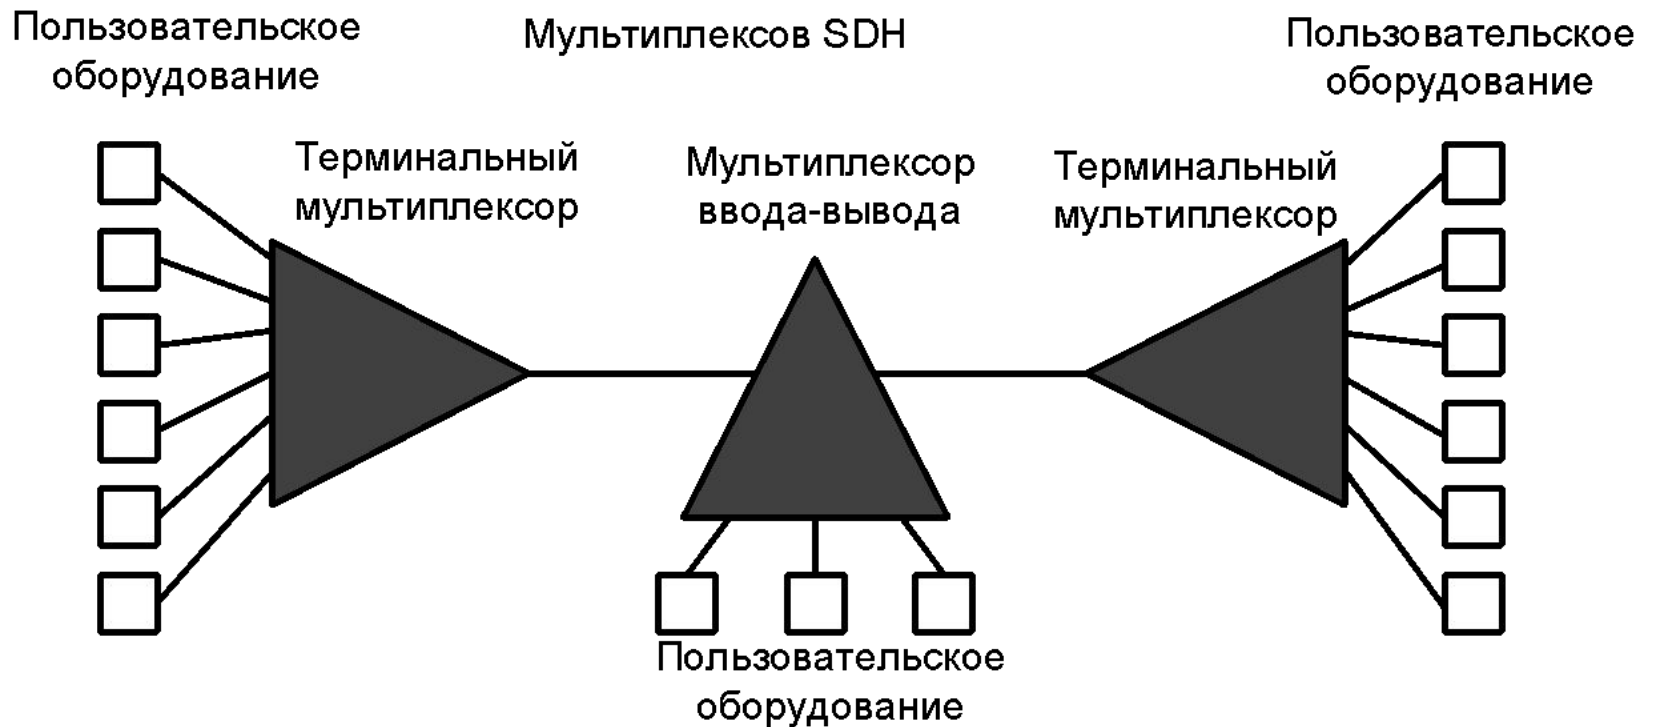 Пользовательское
оборудование
Мультиплексов SDH
Пользовательское
оборудование
Терминальный
мультиплексор
Мультиплексор
ввода-вывода
Терминальный
мультиплексор
Пользовательское
оборудование